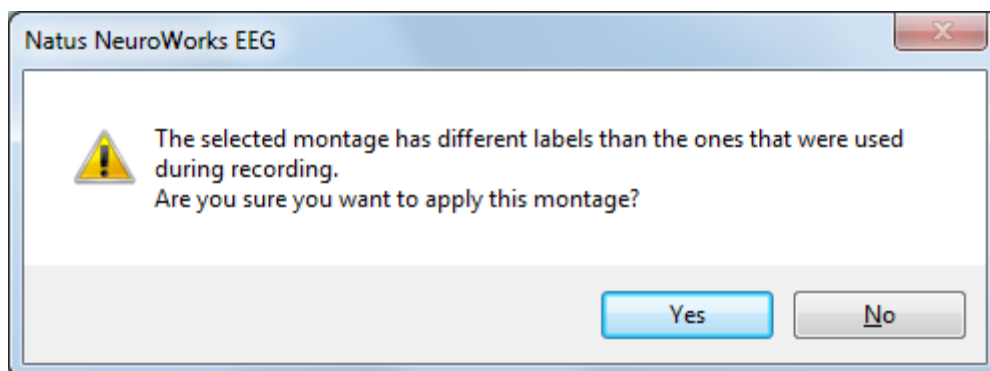 Natus NeuroWorks EEG
The selected montage has different labels than the ones that were used
during recording.
Are you sure you want to apply this montage?
Yes
No